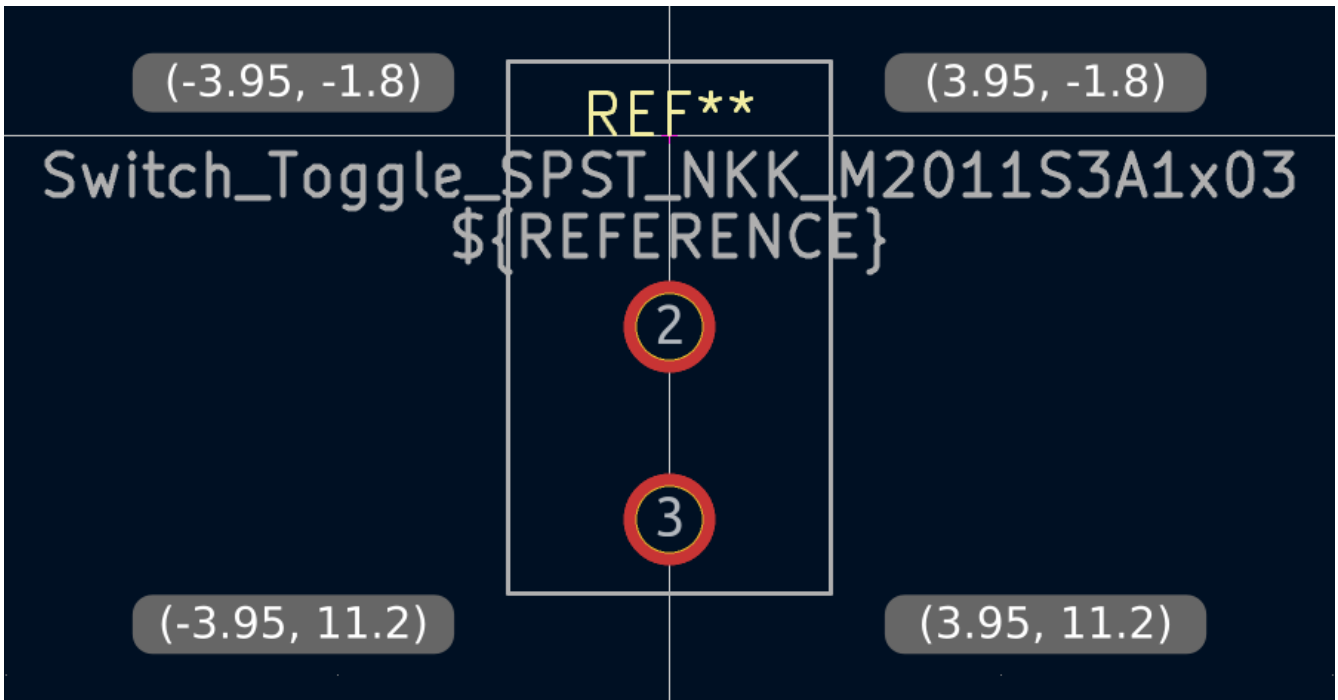 (-3.95, -1.8)
(3.95, -1.8)
REF**
Switch_Toggle_SPST_NKK_M2011S3A1x03
${REFERENCE}
2
3
(-3.95, 11.2)
(3.95, 11.2)